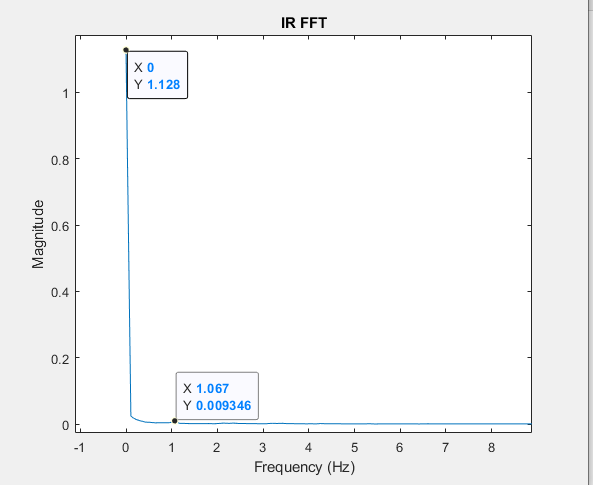 IR FFT
X 0
Y 1.128
1
0.8
0.6
0.4
0.2
0
Magnitude
X 1.067
Y 0.009346
-1 0 1 2 3 4 5 6 7 8
Frequency (Hz)